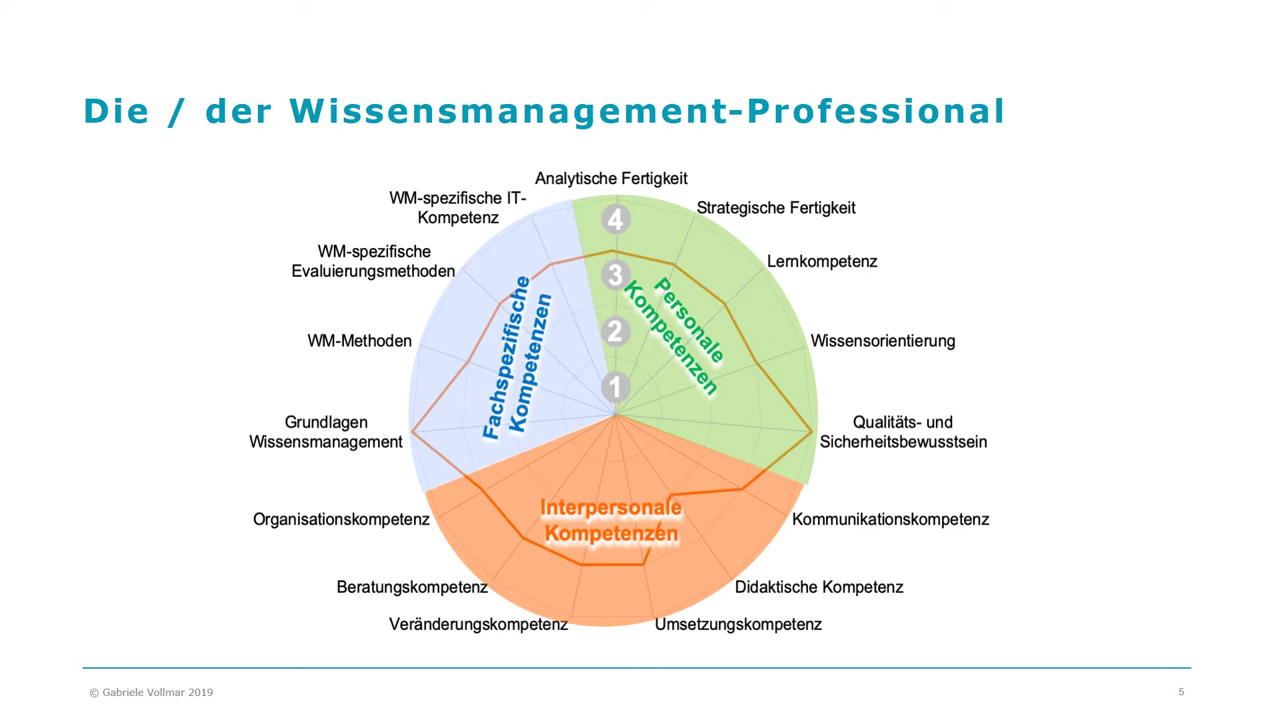 Die / der Wissensmanagement-Professional
Analytische Fertigkeit
WM-spezifische IT-
Kompetenz
Strategische Fertigkeit
WM-spezifische
Evaluierungsmethoden
Lernkompetenz
WM-Methoden
Wissensorientierung
Grundlagen
Wissensmanagement
Qualitäts- und
Sicherheitsbewusstsein
Organisationskompetenz
Kommunikationskompetenz
Beratungskompetenz
Didaktische Kompetenz
Veränderungskompetenz
Umsetzungskompetenz
4
3
2
1
Fachspezifische
Kompetenzen
Personale
Kompetenzen
Interpersonale
Kompetenzen
© Gabriele Vollmar 2019
5